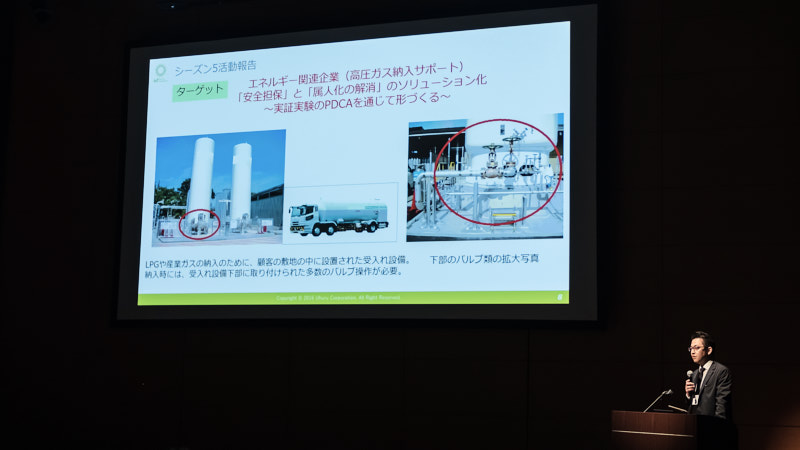 シーズン5活動報告
ターゲット
エネルギー関連企業（高圧ガス納入サポート）
「安全担保」と「属人化の解消」のソリューション化
～実証実験のPDCAを通じて形づくる～
LPGや産業ガスの納入のために、顧客の敷地の中に設置された受入れ設備。
納入時には、受入れ設備下部に取り付けられた多数のバルブ操作が必要。
下部のバルブ類の拡大写真
Corporation. All Right Reserved.